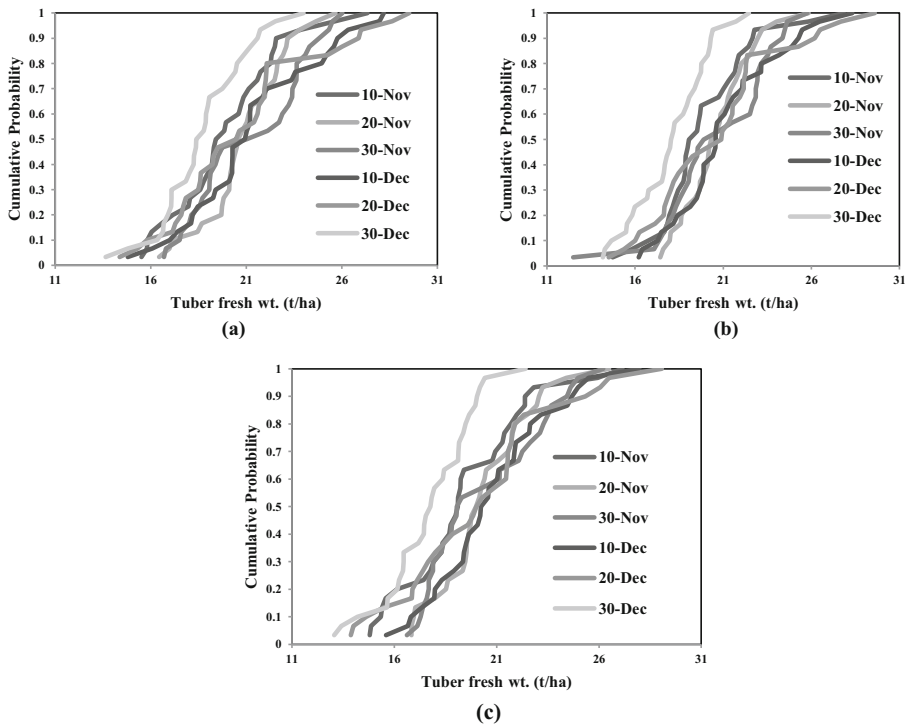 1
0.9
0.8
0.7
0.6
0.5
0.4
0.3
0.2
0.1
0
Cumulative Probability
10-Nov
20-Nov
30-Nov
10-Dec
20-Dec
30-Dec
11 16 21 26 31
Tuber fresh wt. (t/ha)
(a)
1
0.9
0.8
0.7
0.6
0.5
0.4
0.3
0.2
0.1
0
Cumulative Probability
10-Nov
20-Nov
30-Nov
10-Dec
20-Dec
30-Dec
11 16 21 26 31
Tuber fresh wt. (t/ha)
(b)
1
0.9
0.8
0.7
0.6
0.5
0.4
0.3
0.2
0.1
0
Cumulative Probability
10-Nov
20-Nov
30-Nov
10-Dec
20-Dec
30-Dec
11 16 21 26 31
Tuber fresh wt. (t/ha)
(c)